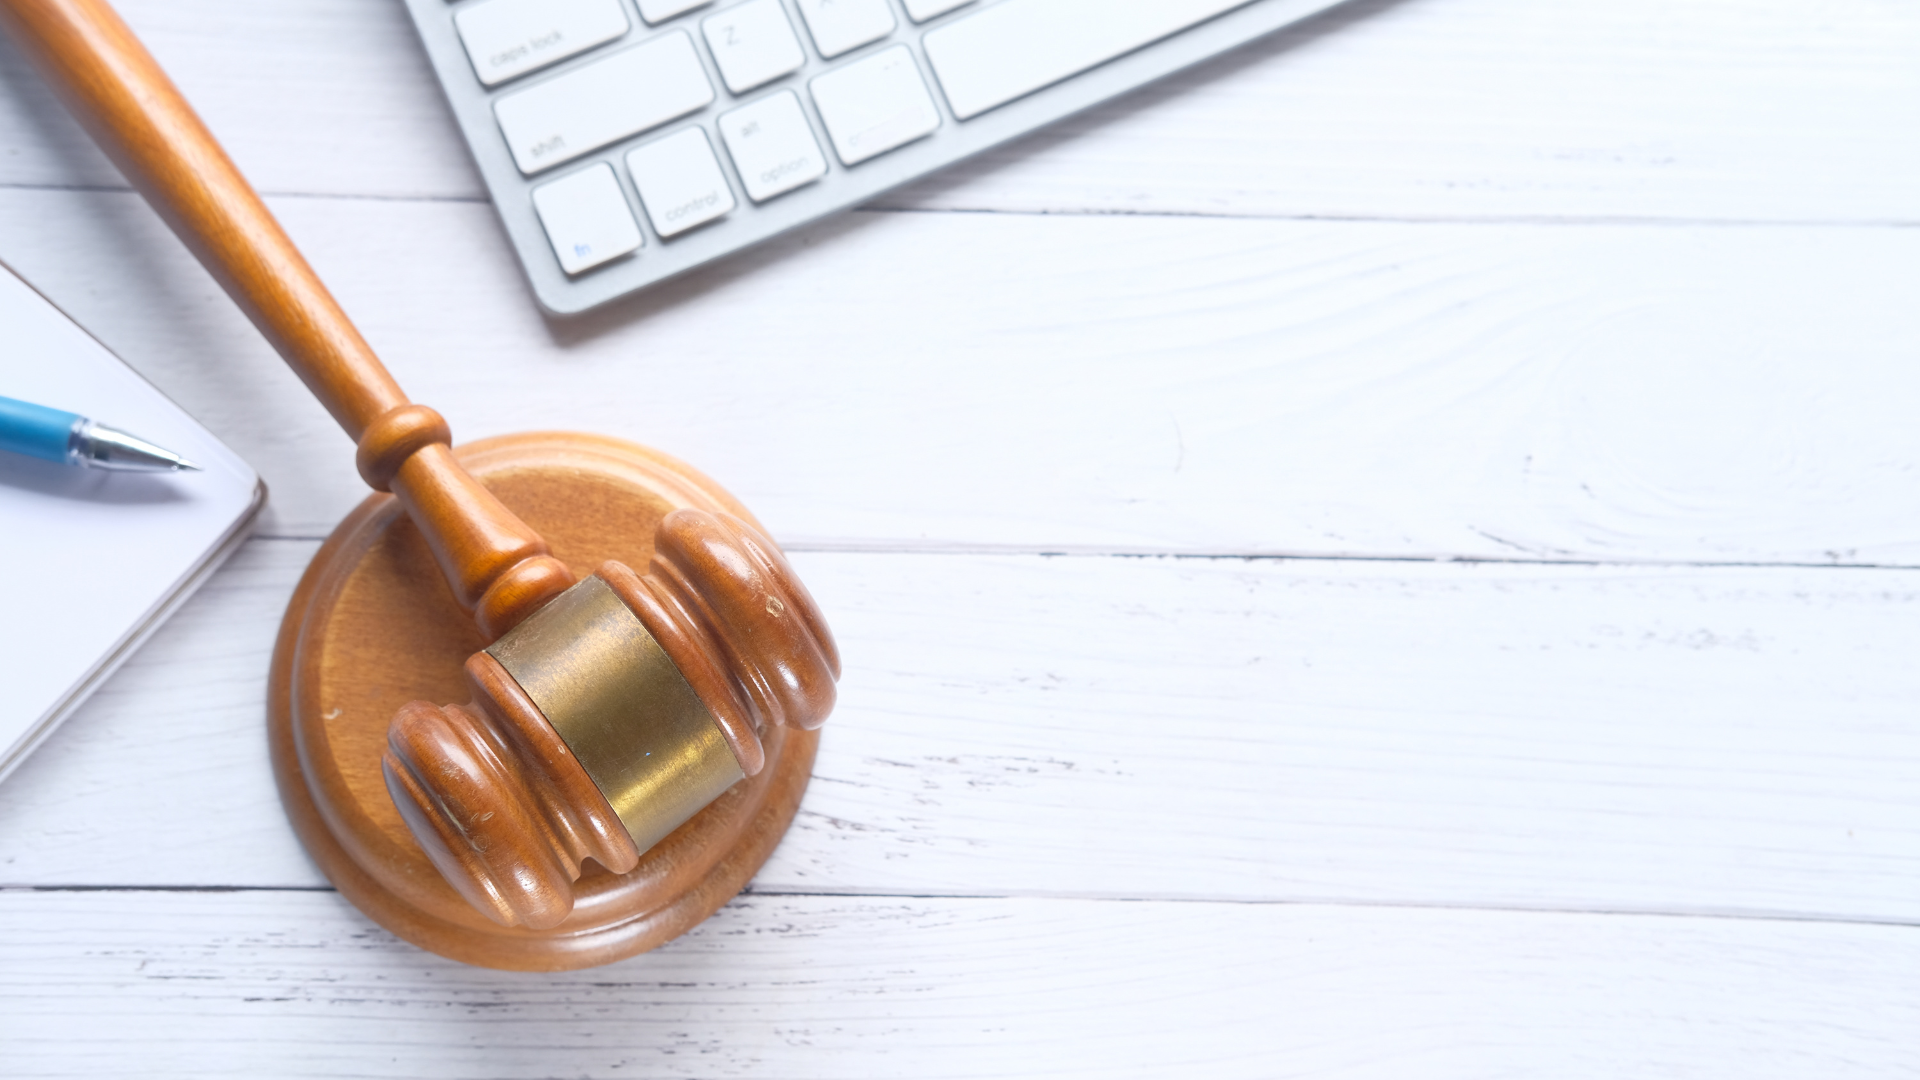 caps lock
Z
shift
alt
option
control
fn